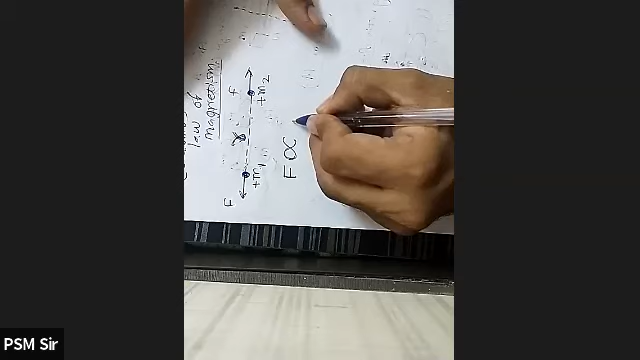 law of
magnetism
F F
r
+m1 +m2
F ∝
PSM Sir